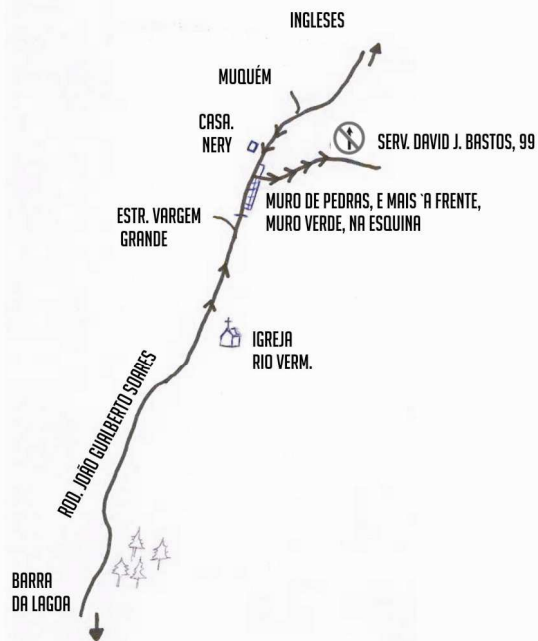 INGLESES
MUQUÉM
CASA.
NERY
SERV. DAVID J. BASTOS, 99
MURO DE PEDRAS, E MAIS `A FRENTE,
MURO VERDE, NA ESQUINA
ESTR. VARGEM
GRANDE
IGREJA
RIO VERM.
ROD. JOÃO GUALBERTO SOARES
BARRA
DA LAGOA